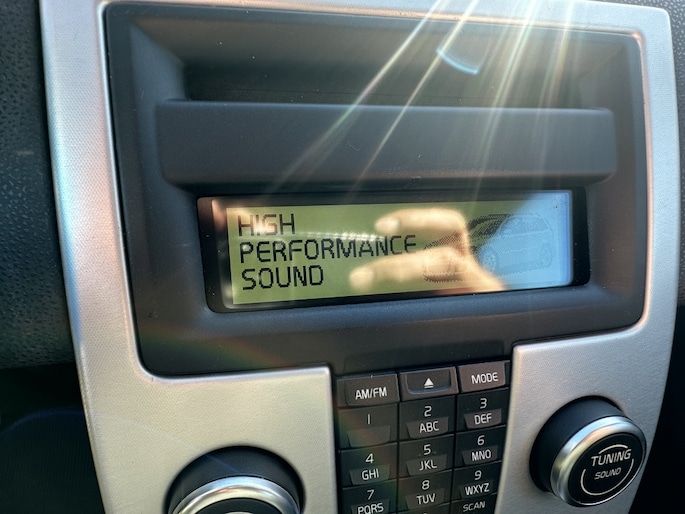 HIGH
PERFORMANCE
SOUND
AM/FM
MODE
1
2
ABC
3
DEF
4
GHI
5
JKL
6
MNO
7
PQRS
8
TUV
9
WXYZ
SCAN
TUNING
SOUND